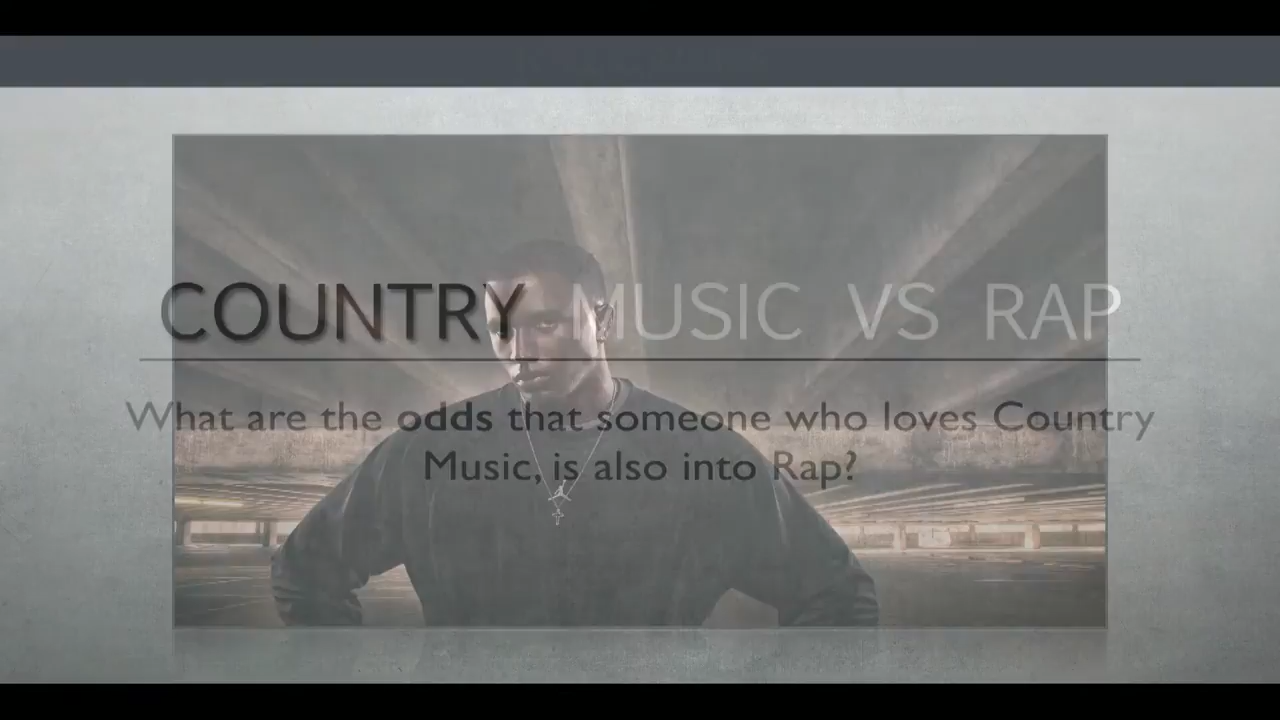 COUNTRY MUSIC VS RAP
What are the odds that someone who loves Country
Music, is also into Rap?